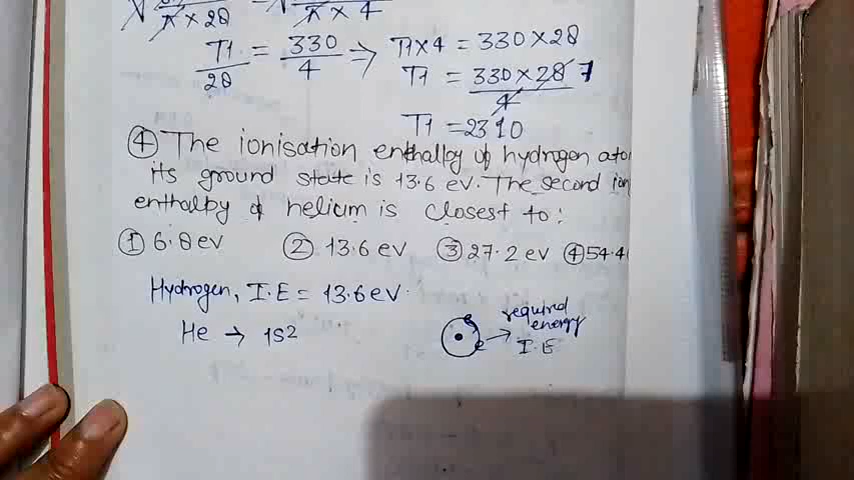 π × 28
π × 4
T1/28 = 330/4 ⇒ T1×4 = 330×28
T1 = 330×28 7/4
T1 = 2310
④ The ionisation enthalpy of hydrogen ato
its ground state is 13.6 eV. The second ion
enthalpy of helium is closest to:
① 6.8 eV ② 13.6 eV ③ 27.2 eV ④ 54.4
Hydrogen, I.E = 13.6 eV.
He → 1s2
e
e → required energy
I.E